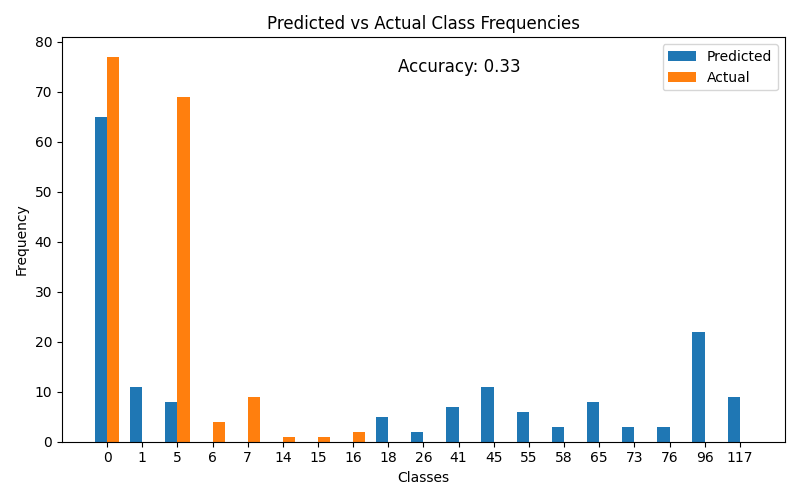 Predicted vs Actual Class Frequencies
Accuracy: 0.33
Predicted
Actual
Frequency
80
70
60
50
40
30
20
10
0
0 1 5 6 7 14 15 16 18 26 41 45 55 58 65 73 76 96 117
Classes